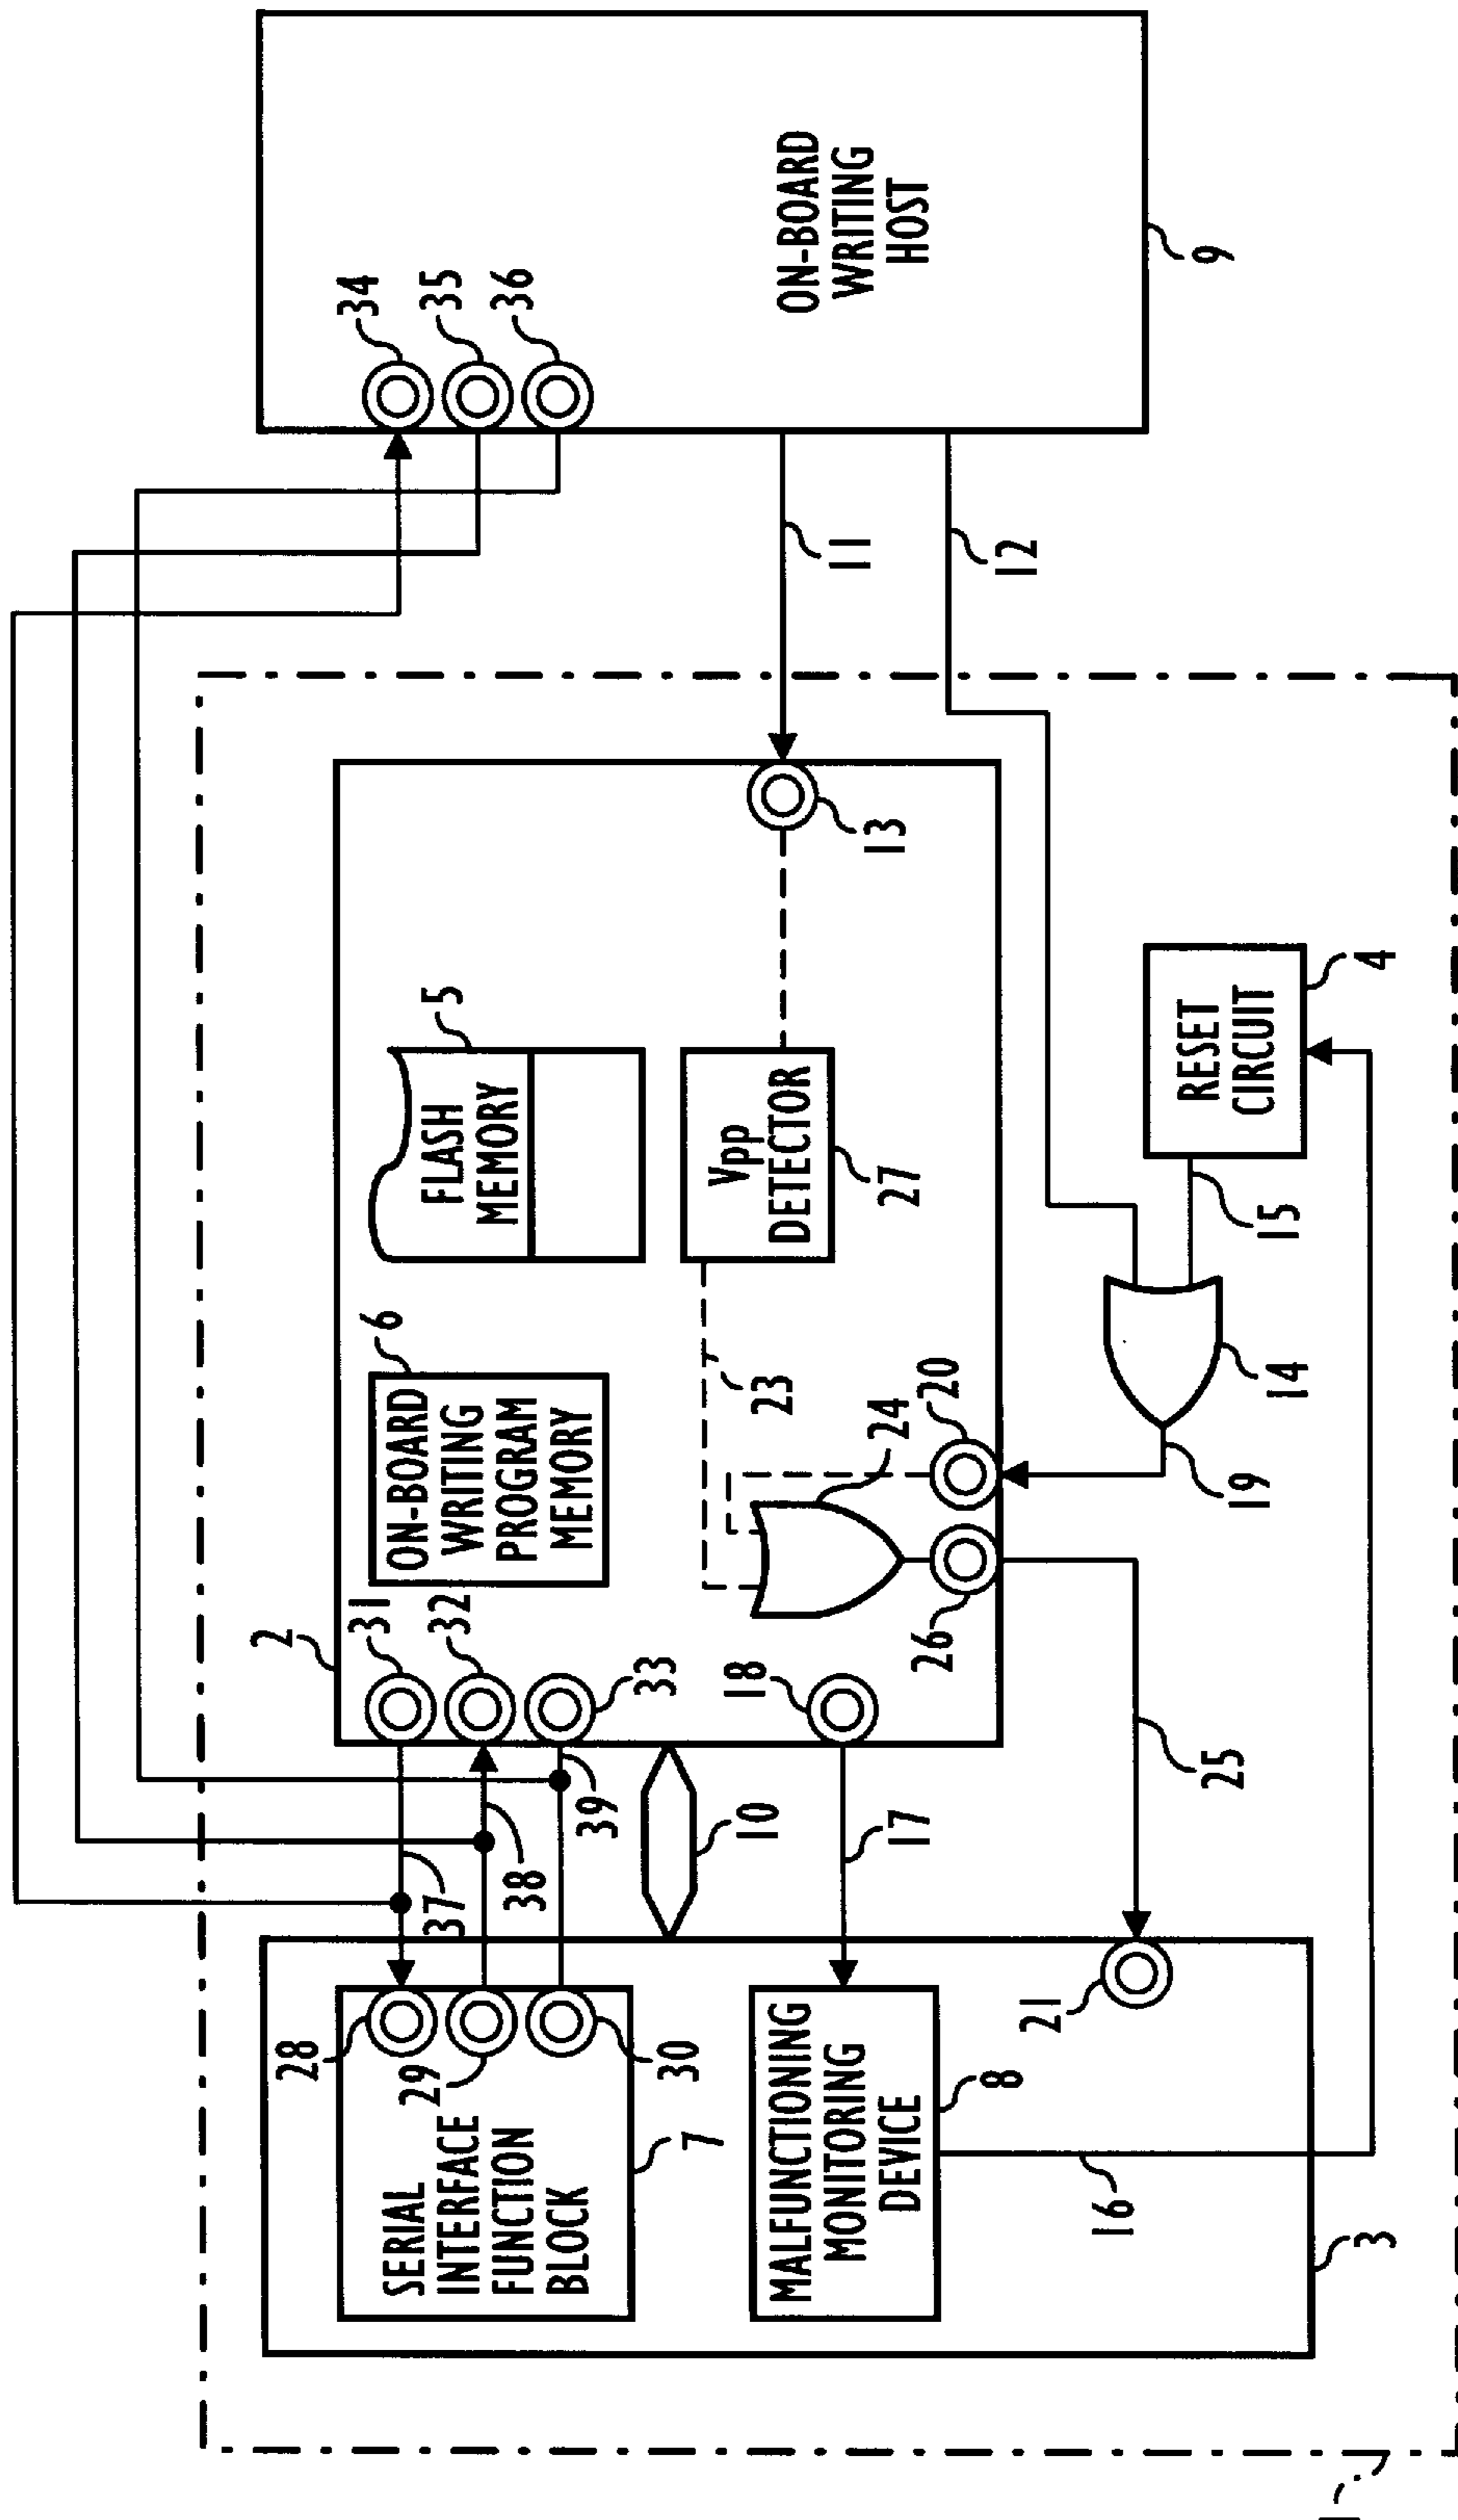 ON-BOARD
WRITING
HOST
9
34
35
36
11
12
13
5
FLASH
MEMORY
Vpp
DETECTOR
27
23
6
ON-BOARD
WRITING
PROGRAM
MEMORY
RESET
CIRCUIT
4
15
14
19
20
24
26
25
2
31
32
33
18
10
17
37
38
39
28
29
30
SERIAL
INTERFACE
FUNCTION
BLOCK
7
MALFUNCTIONING
MONITORING
DEVICE
8
21
16
3